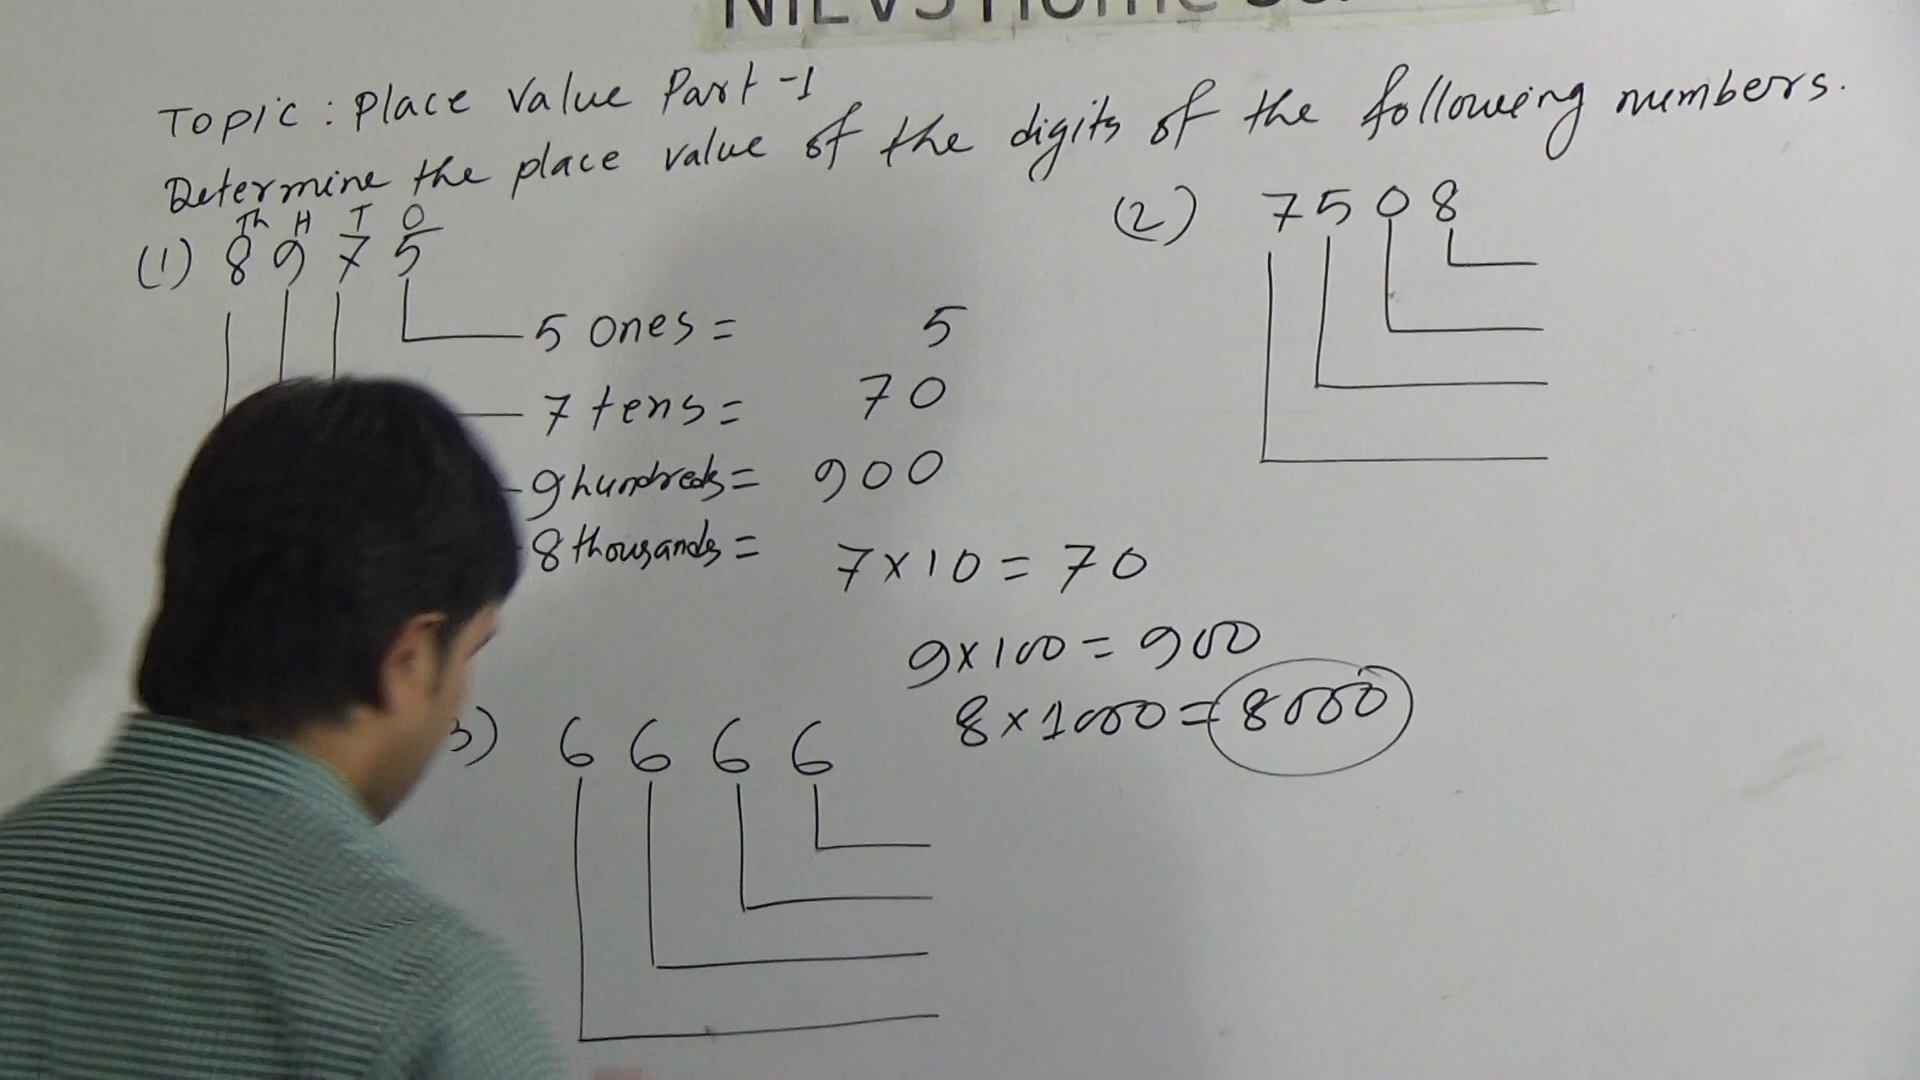 NIEVS Home
Topic : Place Value Part -1
Determine the place value of the digits of the following numbers.
Th H T O
(1) 8 9 7 5
5 ones = 5
7 tens = 70
9 hundreds = 900
8 thousands =
7 × 10 = 70
9 × 100 = 900
8 × 1000 = 8000
(2) 7 5 0 8
3) 6 6 6 6